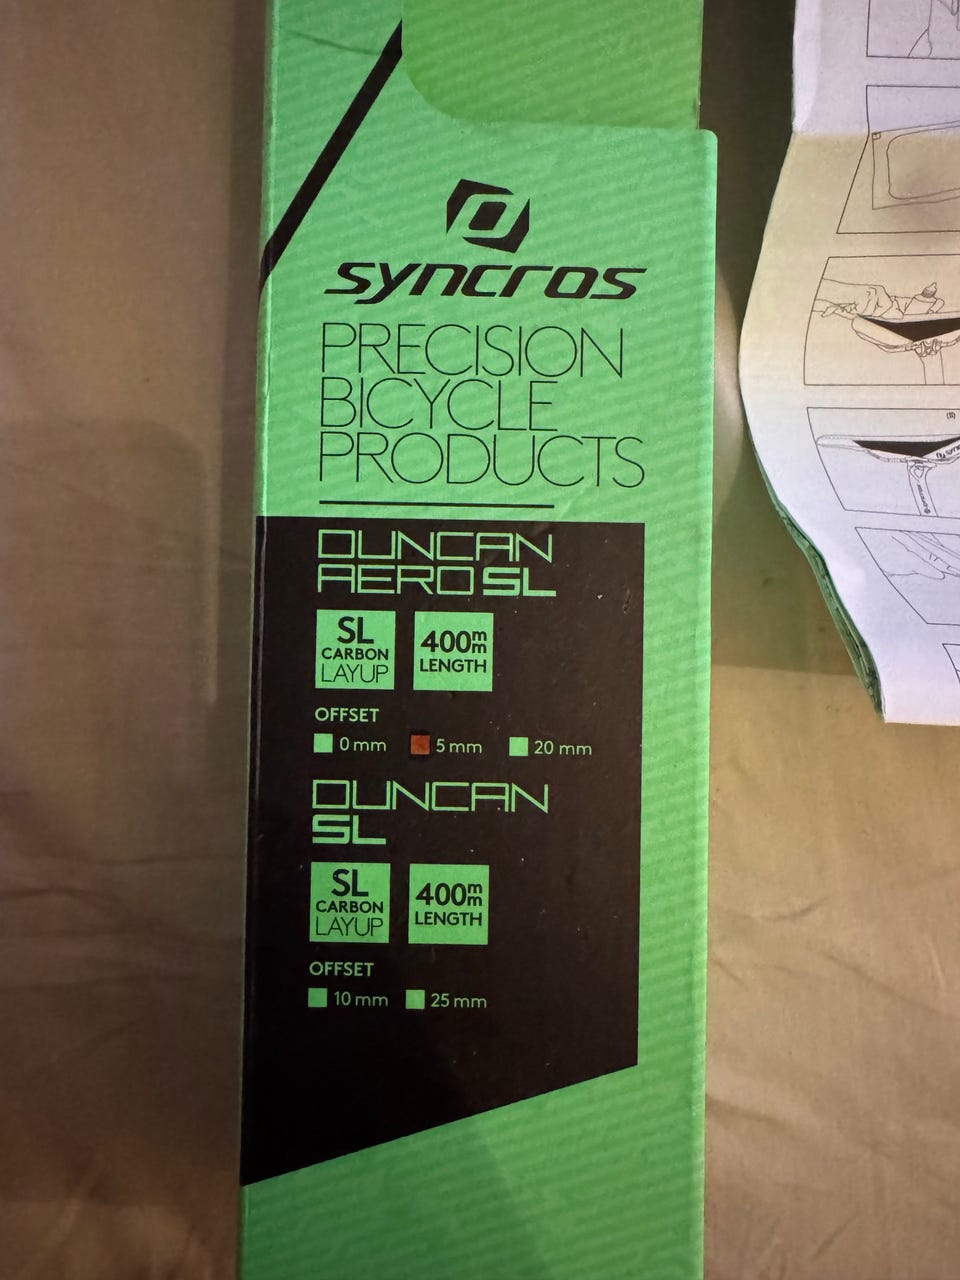 syncros
PRECISION
BICYCLE
PRODUCTS
DUNCAN
AERO SL
SL
CARBON
LAYUP
400mm
LENGTH
OFFSET
0 mm
5 mm
20 mm
DUNCAN
SL
SL
CARBON
LAYUP
400mm
LENGTH
OFFSET
10 mm
25 mm